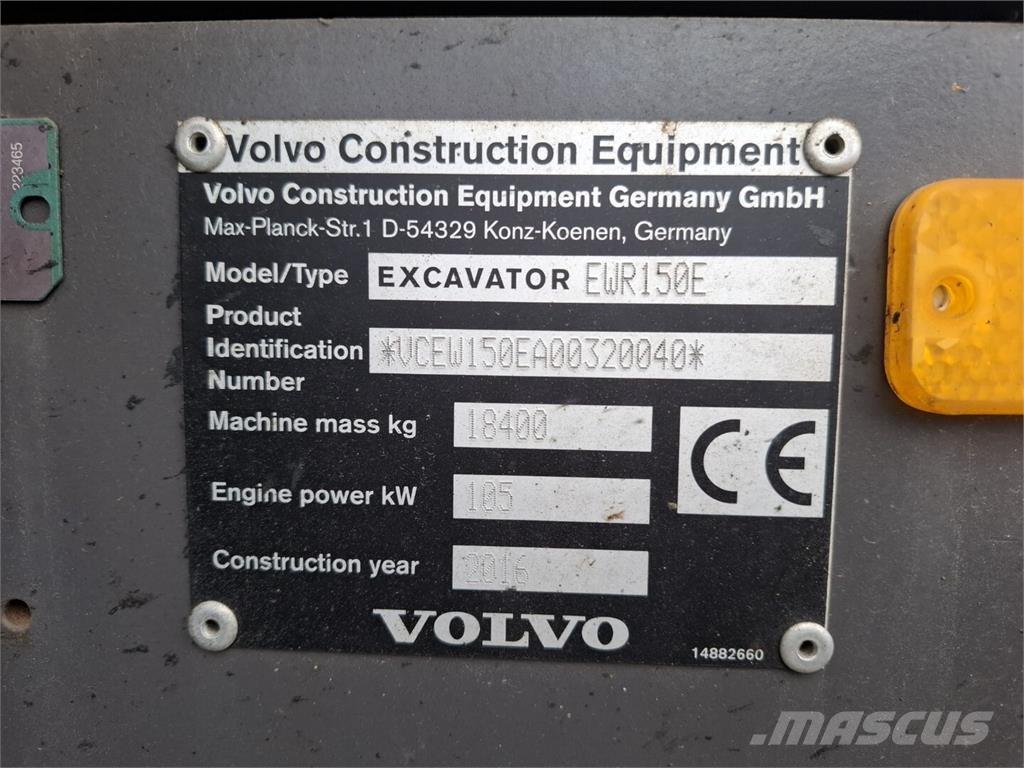 223465
Volvo Construction Equipment
Volvo Construction Equipment Germany GmbH
Max-Planck-Str.1 D-54329 Konz-Koenen, Germany
Model/Type EXCAVATOR EWR150E
Product
Identification *VCEW150EA00320040*
Number
Machine mass kg 18400
CE
Engine power kW 105
Construction year 2016
VOLVO
14882660
MASCUS